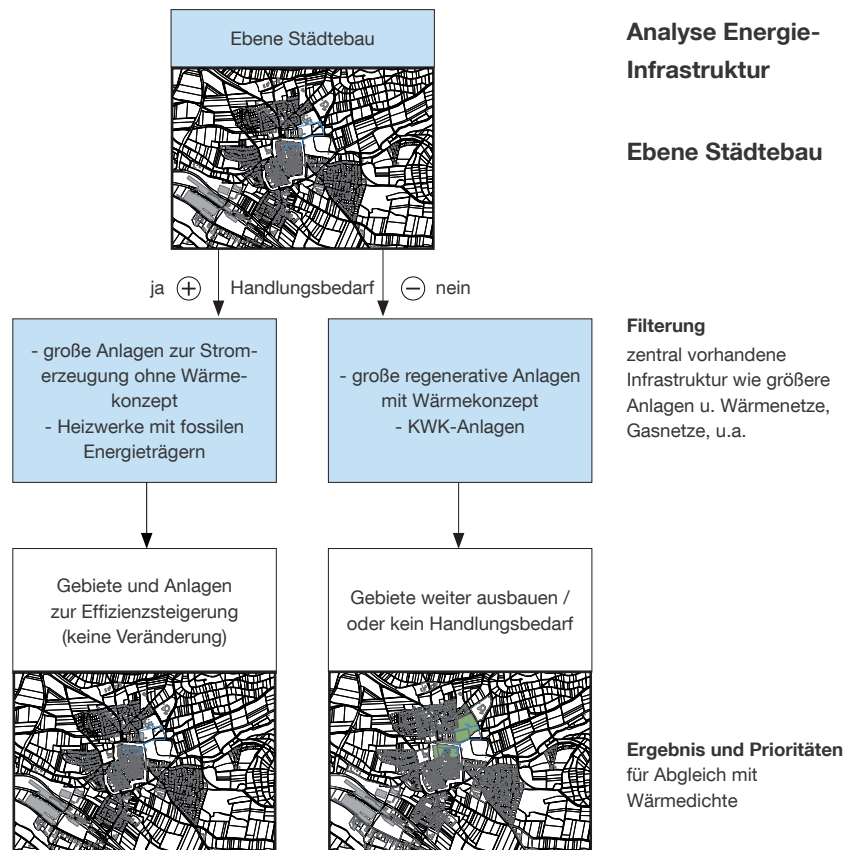 Ebene Städtebau
Analyse Energie-
Infrastruktur
Ebene Städtebau
ja + Handlungsbedarf − nein
- große Anlagen zur Strom-
erzeugung ohne Wärme-
konzept
- Heizwerke mit fossilen
Energieträgern
- große regenerative Anlagen
mit Wärmekonzept
- KWK-Anlagen
Filterung
zentral vorhandene
Infrastruktur wie größere
Anlagen u. Wärmenetze,
Gasnetze, u.a.
Gebiete und Anlagen
zur Effizienzsteigerung
(keine Veränderung)
Gebiete weiter ausbauen /
oder kein Handlungsbedarf
Ergebnis und Prioritäten
für Abgleich mit
Wärmedichte